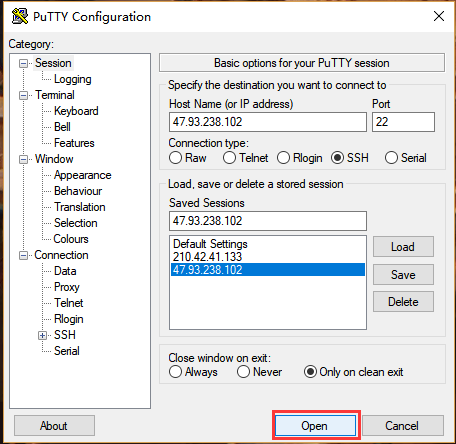 PuTTY Configuration
Category:
Session
Logging
Terminal
Keyboard
Bell
Features
Window
Appearance
Behaviour
Translation
Selection
Colours
Connection
Data
Proxy
Telnet
Rlogin
SSH
Serial
Basic options for your PuTTY session
Specify the destination you want to connect to
Host Name (or IP address) Port
47.93.238.102 22
Connection type:
Raw Telnet Rlogin SSH Serial
Load, save or delete a stored session
Saved Sessions
47.93.238.102
Default Settings
210.42.41.133
47.93.238.102
Load
Save
Delete
Close window on exit:
Always Never Only on clean exit
About Open Cancel